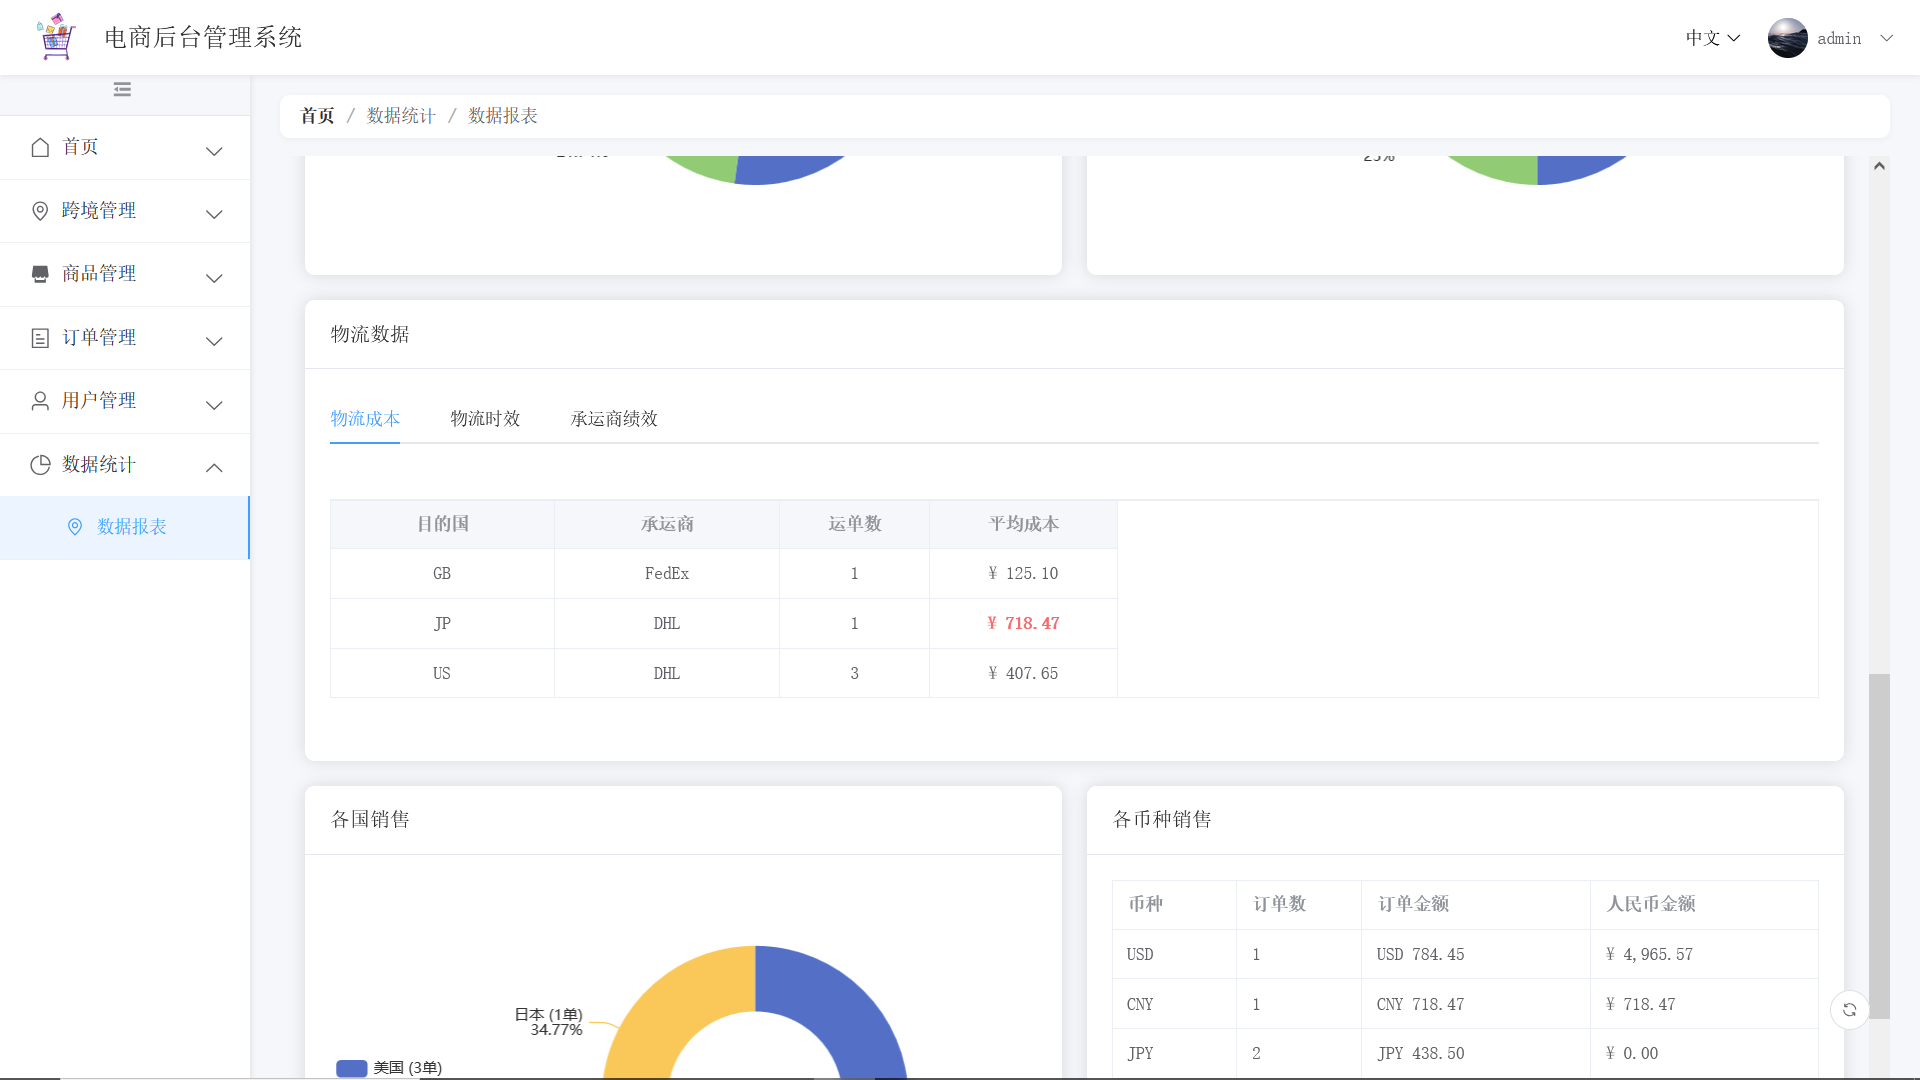 电商后台管理系统
中文
admin
首页
跨境管理
商品管理
订单管理
用户管理
数据统计
数据报表
首页 / 数据统计 / 数据报表
25%
物流数据
物流成本 物流时效 承运商绩效
目的国 承运商 运单数 平均成本
GB FedEx 1 ¥ 125.10
JP DHL 1 ¥ 718.47
US DHL 3 ¥ 407.65
各国销售
日本 (1单)
34.77%
美国 (3单)
各币种销售
币种 订单数 订单金额 人民币金额
USD 1 USD 784.45 ¥ 4,965.57
CNY 1 CNY 718.47 ¥ 718.47
JPY 2 JPY 438.50 ¥ 0.00